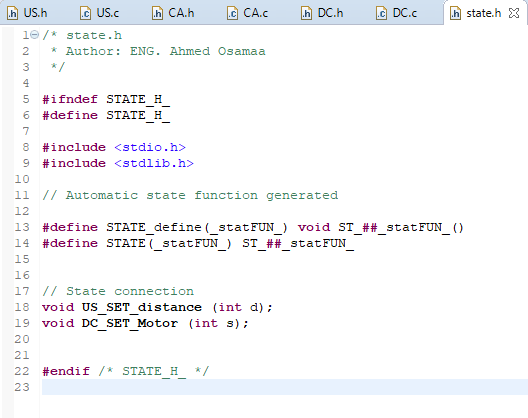 US.h US.c CA.h CA.c DC.h DC.c state.h
1 /* state.h
2 * Author: ENG. Ahmed Osamaa
3 */
4
5 #ifndef STATE_H_
6 #define STATE_H_
7
8 #include <stdio.h>
9 #include <stdlib.h>
10
11 // Automatic state function generated
12
13 #define STATE_define(_statFUN_) void ST_##_statFUN_()
14 #define STATE(_statFUN_) ST_##_statFUN_
15
16
17 // State connection
18 void US_SET_distance (int d);
19 void DC_SET_Motor (int s);
20
21
22 #endif /* STATE_H_ */
23